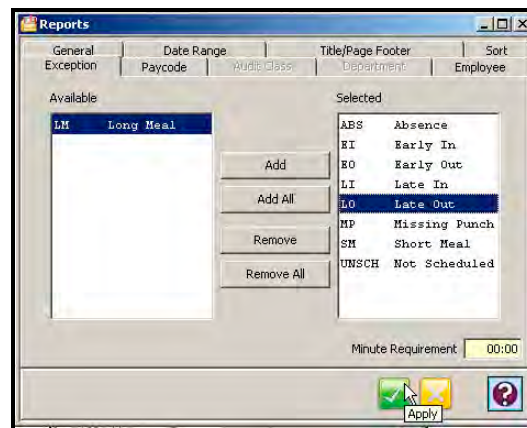 Reports
General Date Range Title/Page Footer Sort
Exception Paycode Audit Class Department Employee
Available Selected
LM Long Meal
ABS Absence
EI Early In
EO Early Out
LI Late In
LO Late Out
MP Missing Punch
SM Short Meal
UNSCH Not Scheduled
Add
Add All
Remove
Remove All
Minute Requirement 00:00
Apply